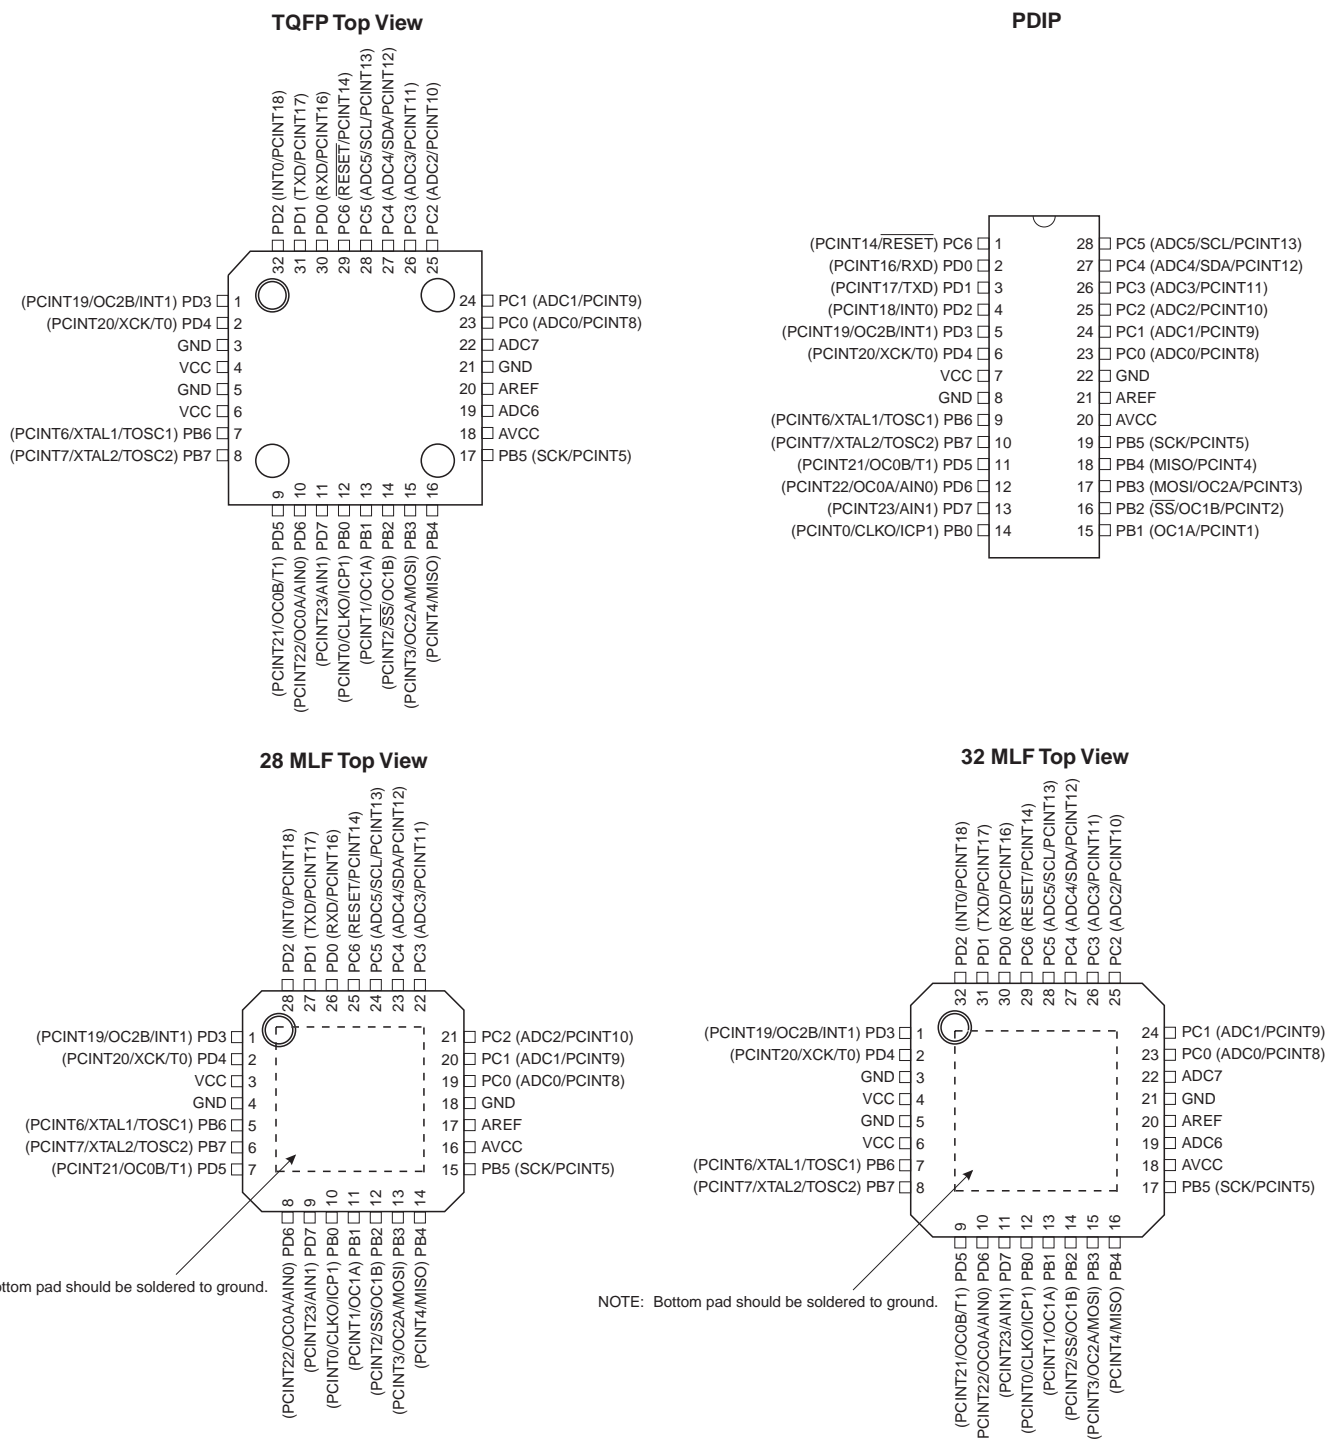 TQFP Top View
32 PD2 (INT0/PCINT18)
31 PD1 (TXD/PCINT17)
30 PD0 (RXD/PCINT16)
29 PC6 (RESET/PCINT14)
28 PC5 (ADC5/SCL/PCINT13)
27 PC4 (ADC4/SDA/PCINT12)
26 PC3 (ADC3/PCINT11)
25 PC2 (ADC2/PCINT10)
(PCINT19/OC2B/INT1) PD3 1
(PCINT20/XCK/T0) PD4 2
GND 3
VCC 4
GND 5
VCC 6
(PCINT6/XTAL1/TOSC1) PB6 7
(PCINT7/XTAL2/TOSC2) PB7 8
24 PC1 (ADC1/PCINT9)
23 PC0 (ADC0/PCINT8)
22 ADC7
21 GND
20 AREF
19 ADC6
18 AVCC
17 PB5 (SCK/PCINT5)
(PCINT21/OC0B/T1) PD5 9
(PCINT22/OC0A/AIN0) PD6 10
(PCINT23/AIN1) PD7 11
(PCINT0/CLKO/ICP1) PB0 12
(PCINT1/OC1A) PB1 13
(PCINT2/SS/OC1B) PB2 14
(PCINT3/OC2A/MOSI) PB3 15
(PCINT4/MISO) PB4 16
PDIP
(PCINT14/RESET) PC6 1
(PCINT16/RXD) PD0 2
(PCINT17/TXD) PD1 3
(PCINT18/INT0) PD2 4
(PCINT19/OC2B/INT1) PD3 5
(PCINT20/XCK/T0) PD4 6
VCC 7
GND 8
(PCINT6/XTAL1/TOSC1) PB6 9
(PCINT7/XTAL2/TOSC2) PB7 10
(PCINT21/OC0B/T1) PD5 11
(PCINT22/OC0A/AIN0) PD6 12
(PCINT23/AIN1) PD7 13
(PCINT0/CLKO/ICP1) PB0 14
28 PC5 (ADC5/SCL/PCINT13)
27 PC4 (ADC4/SDA/PCINT12)
26 PC3 (ADC3/PCINT11)
25 PC2 (ADC2/PCINT10)
24 PC1 (ADC1/PCINT9)
23 PC0 (ADC0/PCINT8)
22 GND
21 AREF
20 AVCC
19 PB5 (SCK/PCINT5)
18 PB4 (MISO/PCINT4)
17 PB3 (MOSI/OC2A/PCINT3)
16 PB2 (SS/OC1B/PCINT2)
15 PB1 (OC1A/PCINT1)
28 MLF Top View
28 PD2 (INT0/PCINT18)
27 PD1 (TXD/PCINT17)
26 PD0 (RXD/PCINT16)
25 PC6 (RESET/PCINT14)
24 PC5 (ADC5/SCL/PCINT13)
23 PC4 (ADC4/SDA/PCINT12)
22 PC3 (ADC3/PCINT11)
(PCINT19/OC2B/INT1) PD3 1
(PCINT20/XCK/T0) PD4 2
VCC 3
GND 4
(PCINT6/XTAL1/TOSC1) PB6 5
(PCINT7/XTAL2/TOSC2) PB7 6
(PCINT21/OC0B/T1) PD5 7
21 PC2 (ADC2/PCINT10)
20 PC1 (ADC1/PCINT9)
19 PC0 (ADC0/PCINT8)
18 GND
17 AREF
16 AVCC
15 PB5 (SCK/PCINT5)
(PCINT22/OC0A/AIN0) PD6 8
(PCINT23/AIN1) PD7 9
(PCINT0/CLKO/ICP1) PB0 10
(PCINT1/OC1A) PB1 11
(PCINT2/SS/OC1B) PB2 12
(PCINT3/OC2A/MOSI) PB3 13
(PCINT4/MISO) PB4 14
ottom pad should be soldered to ground.
32 MLF Top View
32 PD2 (INT0/PCINT18)
31 PD1 (TXD/PCINT17)
30 PD0 (RXD/PCINT16)
29 PC6 (RESET/PCINT14)
28 PC5 (ADC5/SCL/PCINT13)
27 PC4 (ADC4/SDA/PCINT12)
26 PC3 (ADC3/PCINT11)
25 PC2 (ADC2/PCINT10)
(PCINT19/OC2B/INT1) PD3 1
(PCINT20/XCK/T0) PD4 2
GND 3
VCC 4
GND 5
VCC 6
(PCINT6/XTAL1/TOSC1) PB6 7
(PCINT7/XTAL2/TOSC2) PB7 8
24 PC1 (ADC1/PCINT9)
23 PC0 (ADC0/PCINT8)
22 ADC7
21 GND
20 AREF
19 ADC6
18 AVCC
17 PB5 (SCK/PCINT5)
(PCINT21/OC0B/T1) PD5 9
PCINT22/OC0A/AIN0) PD6 10
(PCINT23/AIN1) PD7 11
(PCINT0/CLKO/ICP1) PB0 12
(PCINT1/OC1A) PB1 13
(PCINT2/SS/OC1B) PB2 14
(PCINT3/OC2A/MOSI) PB3 15
(PCINT4/MISO) PB4 16
NOTE: Bottom pad should be soldered to ground.